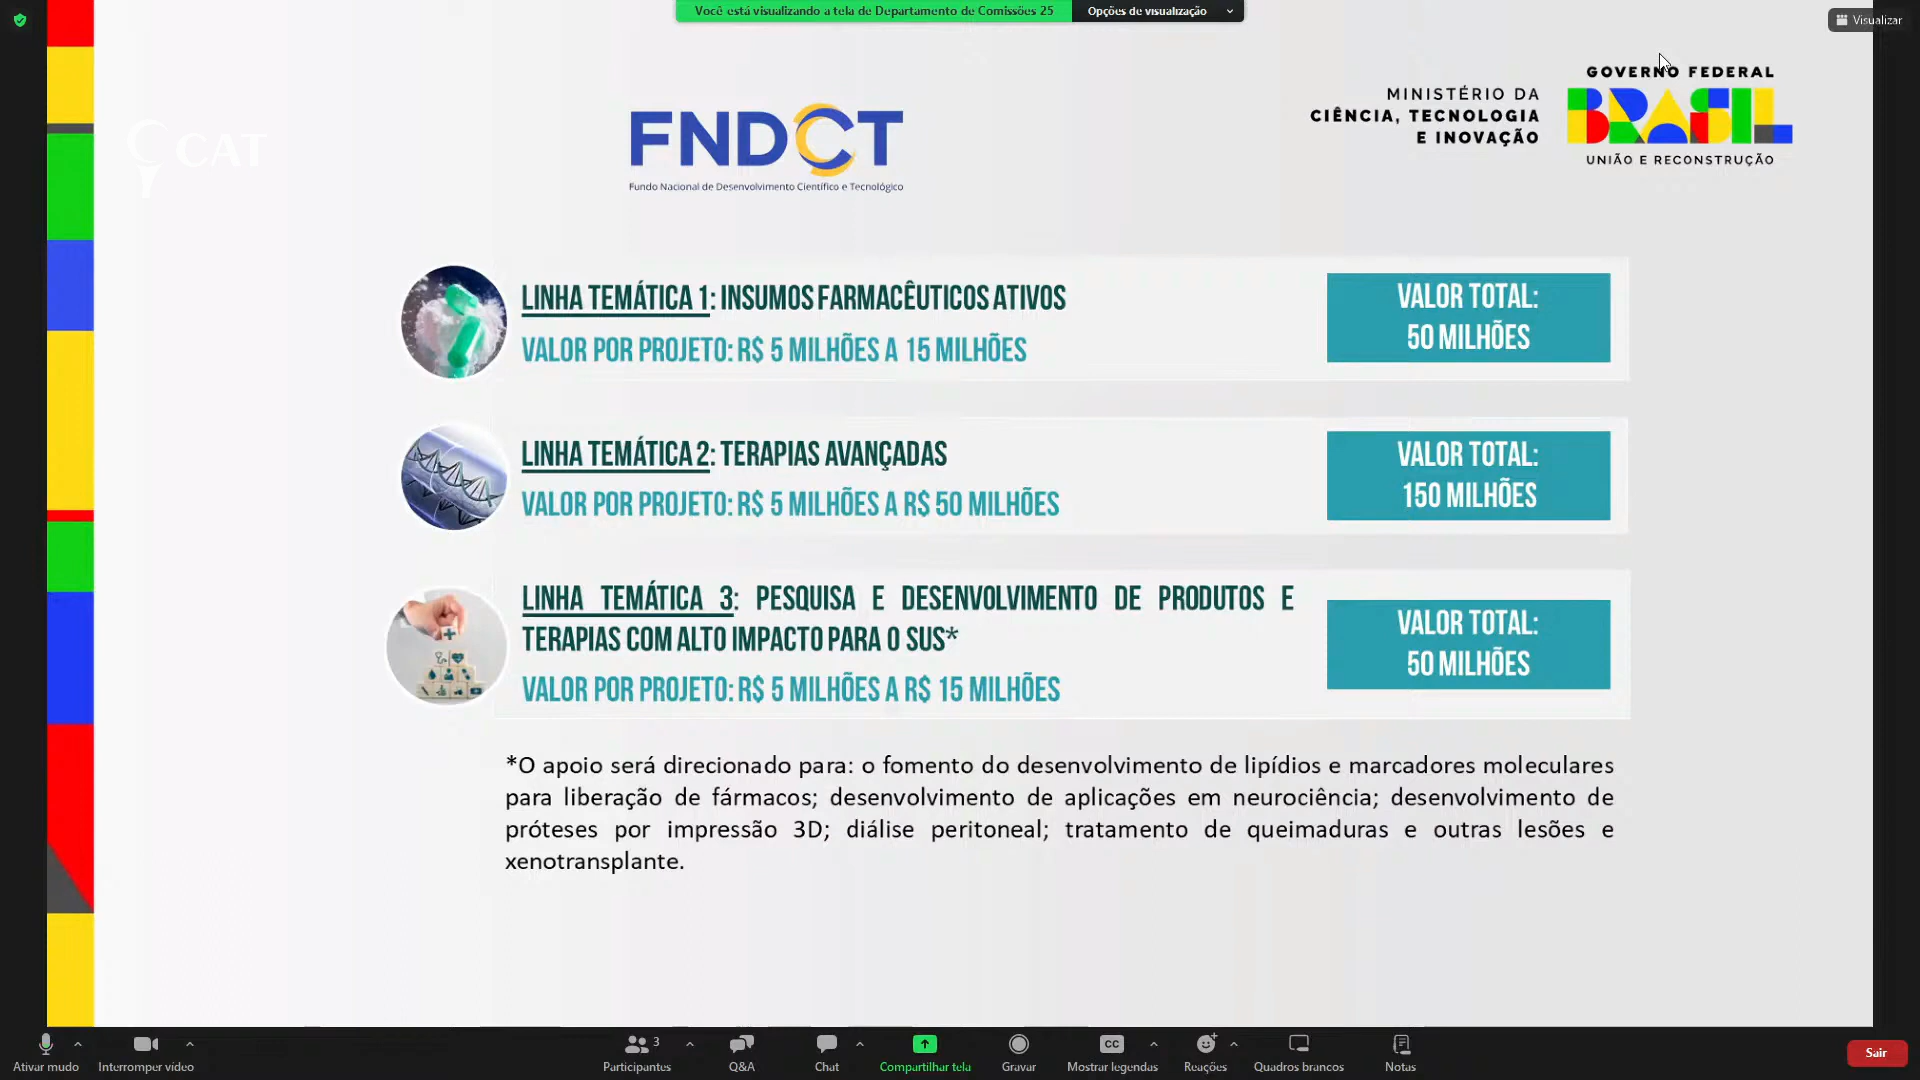 Você está visualizando a tela de Departamento de Comissões 25
Opções de visualização
Visualizar
CAT
FNDCT
Fundo Nacional de Desenvolvimento Científico e Tecnológico
MINISTÉRIO DA
CIÊNCIA, TECNOLOGIA
E INOVAÇÃO
GOVERNO FEDERAL
BRASIL
UNIÃO E RECONSTRUÇÃO
LINHA TEMÁTICA 1: INSUMOS FARMACÊUTICOS ATIVOS
VALOR POR PROJETO: R$ 5 MILHÕES A 15 MILHÕES
VALOR TOTAL:
50 MILHÕES
LINHA TEMÁTICA 2: TERAPIAS AVANÇADAS
VALOR POR PROJETO: R$ 5 MILHÕES A R$ 50 MILHÕES
VALOR TOTAL:
150 MILHÕES
LINHA TEMÁTICA 3: PESQUISA E DESENVOLVIMENTO DE PRODUTOS E
TERAPIAS COM ALTO IMPACTO PARA O SUS*
VALOR POR PROJETO: R$ 5 MILHÕES A R$ 15 MILHÕES
VALOR TOTAL:
50 MILHÕES
*O apoio será direcionado para: o fomento do desenvolvimento de lipídios e marcadores moleculares
para liberação de fármacos; desenvolvimento de aplicações em neurociência; desenvolvimento de
próteses por impressão 3D; diálise peritoneal; tratamento de queimaduras e outras lesões e
xenotransplante.
Ativar mudo
Interromper vídeo
3
Participantes
Q&A
Chat
Compartilhar tela
Gravar
CC
Mostrar legendas
Reações
Quadros brancos
Notas
Sair